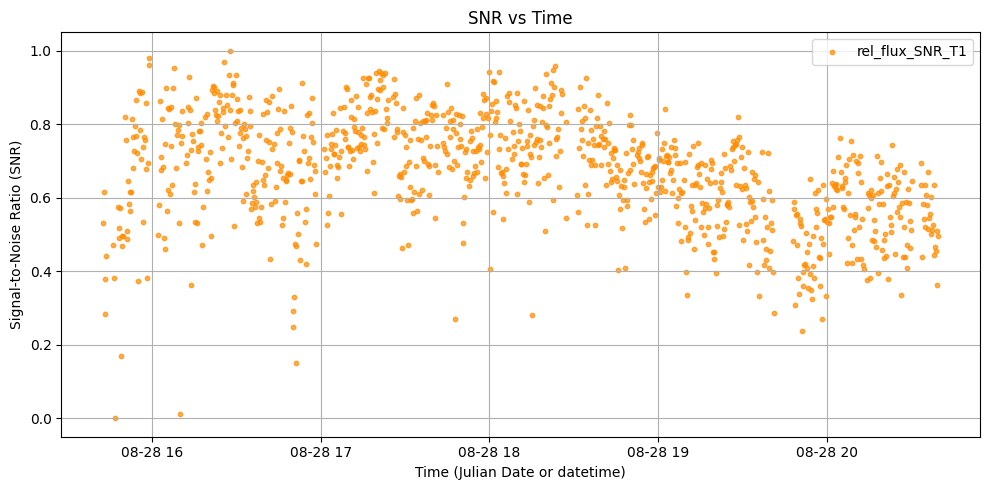 SNR vs Time
rel_flux_SNR_T1
Signal-to-Noise Ratio (SNR)
1.0
0.8
0.6
0.4
0.2
0.0
08-28 16 08-28 17 08-28 18 08-28 19 08-28 20
Time (Julian Date or datetime)